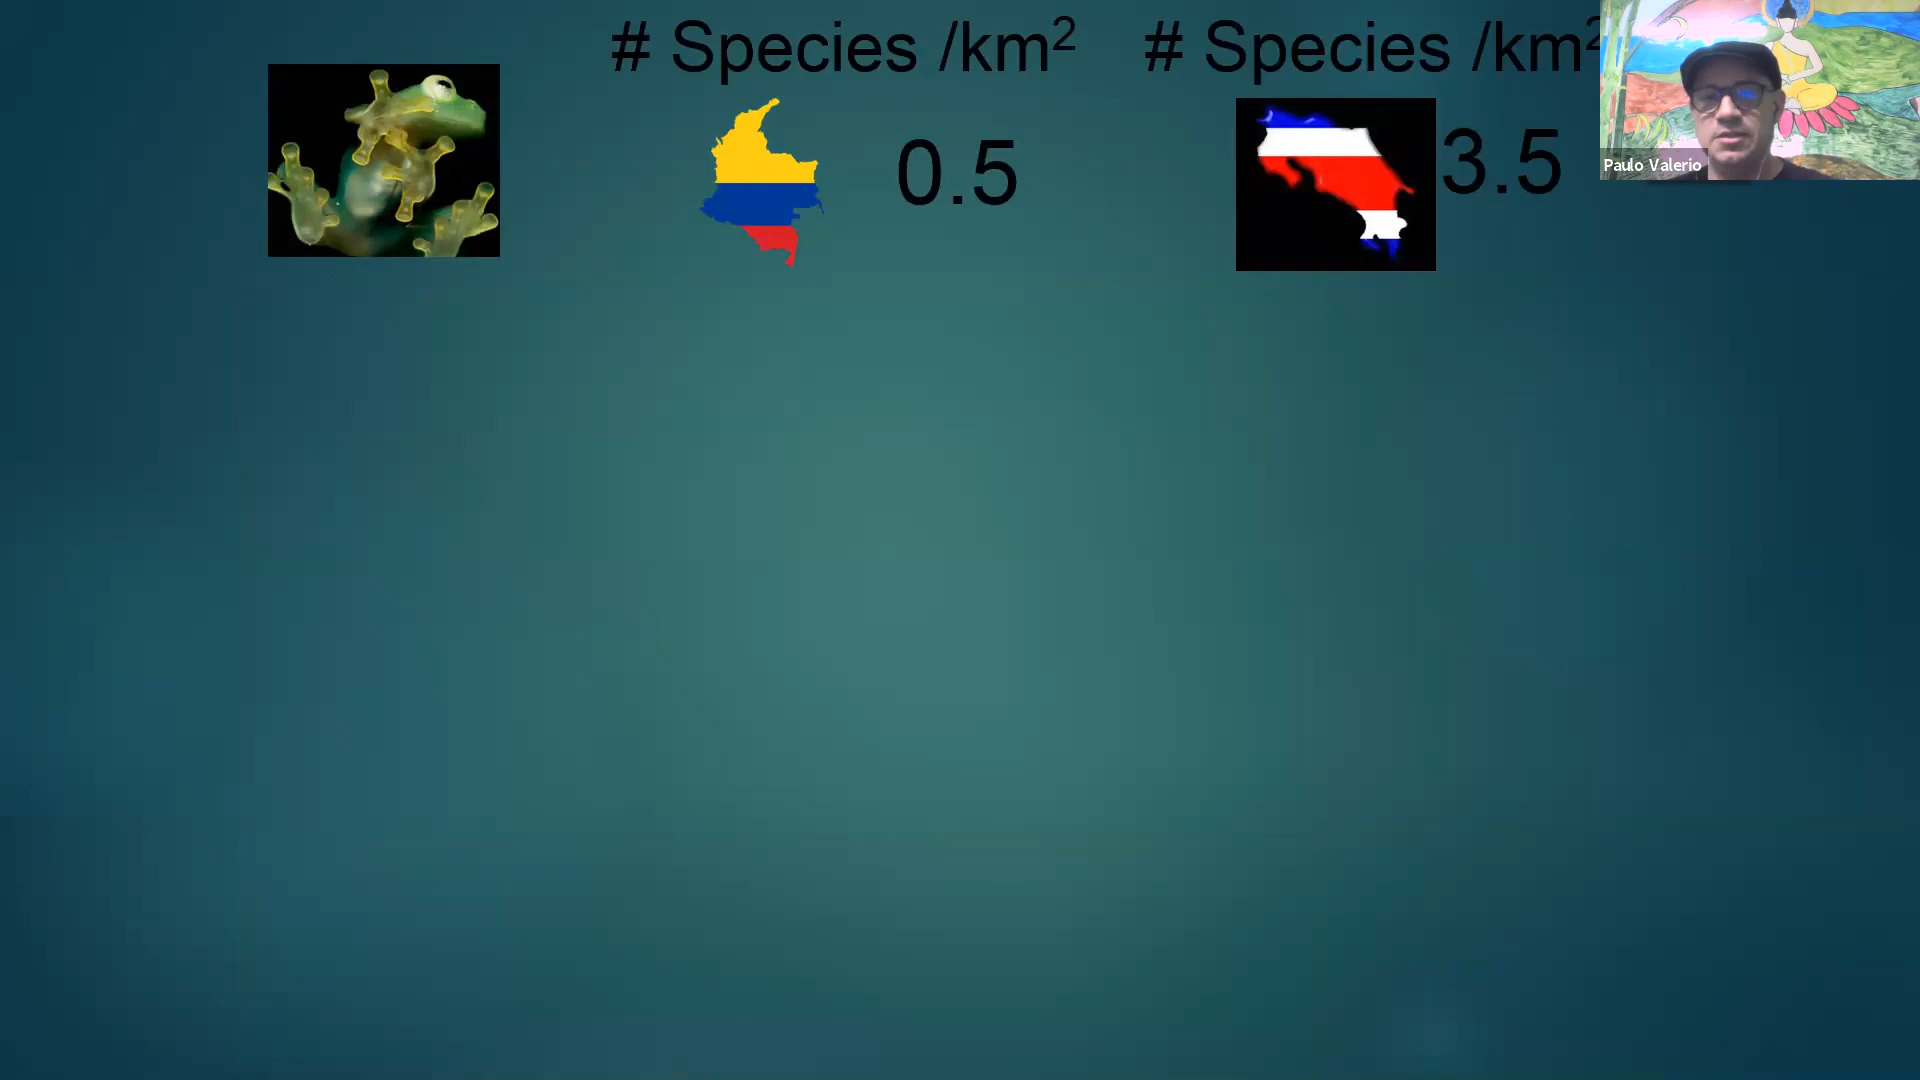 # Species /km²
# Species /km²
0.5
3.5
Paulo Valerio